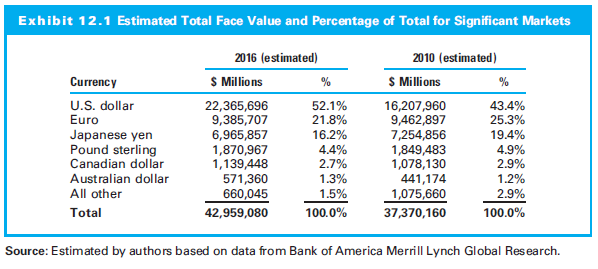 Exhibit 12.1 Estimated Total Face Value and Percentage of Total for Significant Markets
2016 (estimated) 2010 (estimated)
Currency $ Millions % $ Millions %
U.S. dollar 22,365,696 52.1% 16,207,960 43.4%
Euro 9,385,707 21.8% 9,462,897 25.3%
Japanese yen 6,965,857 16.2% 7,254,856 19.4%
Pound sterling 1,870,967 4.4% 1,849,483 4.9%
Canadian dollar 1,139,448 2.7% 1,078,130 2.9%
Australian dollar 571,360 1.3% 441,174 1.2%
All other 660,045 1.5% 1,075,660 2.9%
Total 42,959,080 100.0% 37,370,160 100.0%
Source: Estimated by authors based on data from Bank of America Merrill Lynch Global Research.